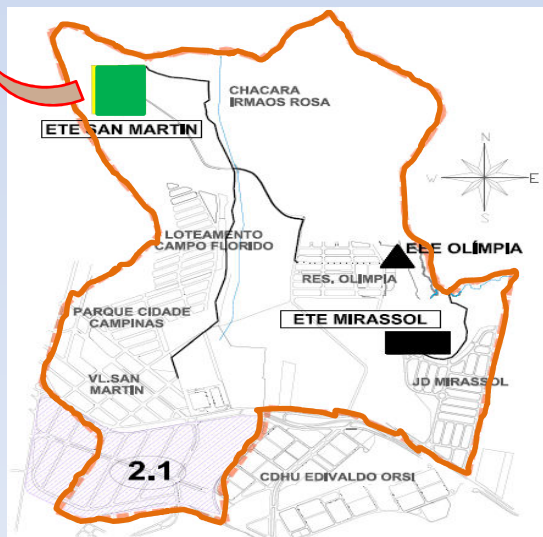 CHACARA
IRMAOS ROSA
ETE SAN MARTIN
N
W
E
S
LOTEAMENTO
CAMPO FLORIDO
EEE OLÍMPIA
RES. OLIMPIA
PARQUE CIDADE
CAMPINAS
ETE MIRASSOL
VL.SAN
MARTIN
JD MIRASSOL
2.1
CDHU EDIVALDO ORSI